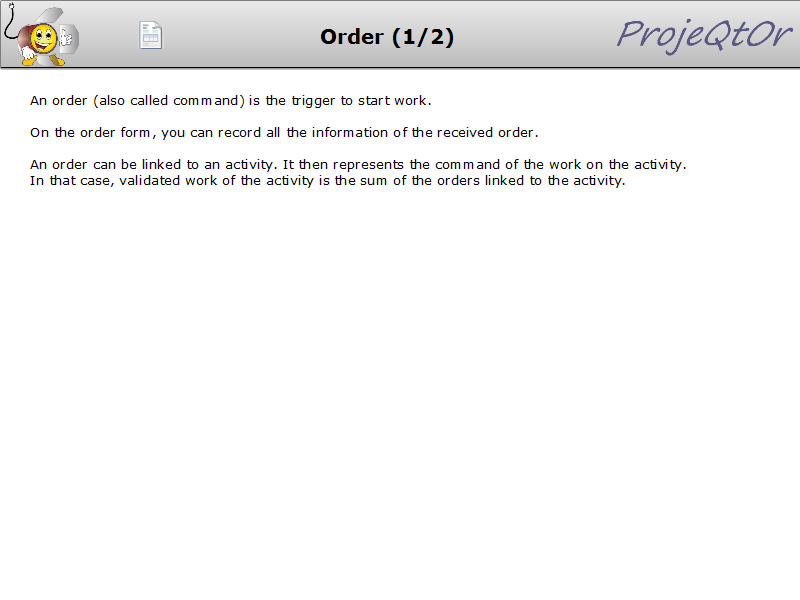 Order (1/2)
ProjeQtOr
An order (also called command) is the trigger to start work.
On the order form, you can record all the information of the received order.
An order can be linked to an activity. It then represents the command of the work on the activity.
In that case, validated work of the activity is the sum of the orders linked to the activity.